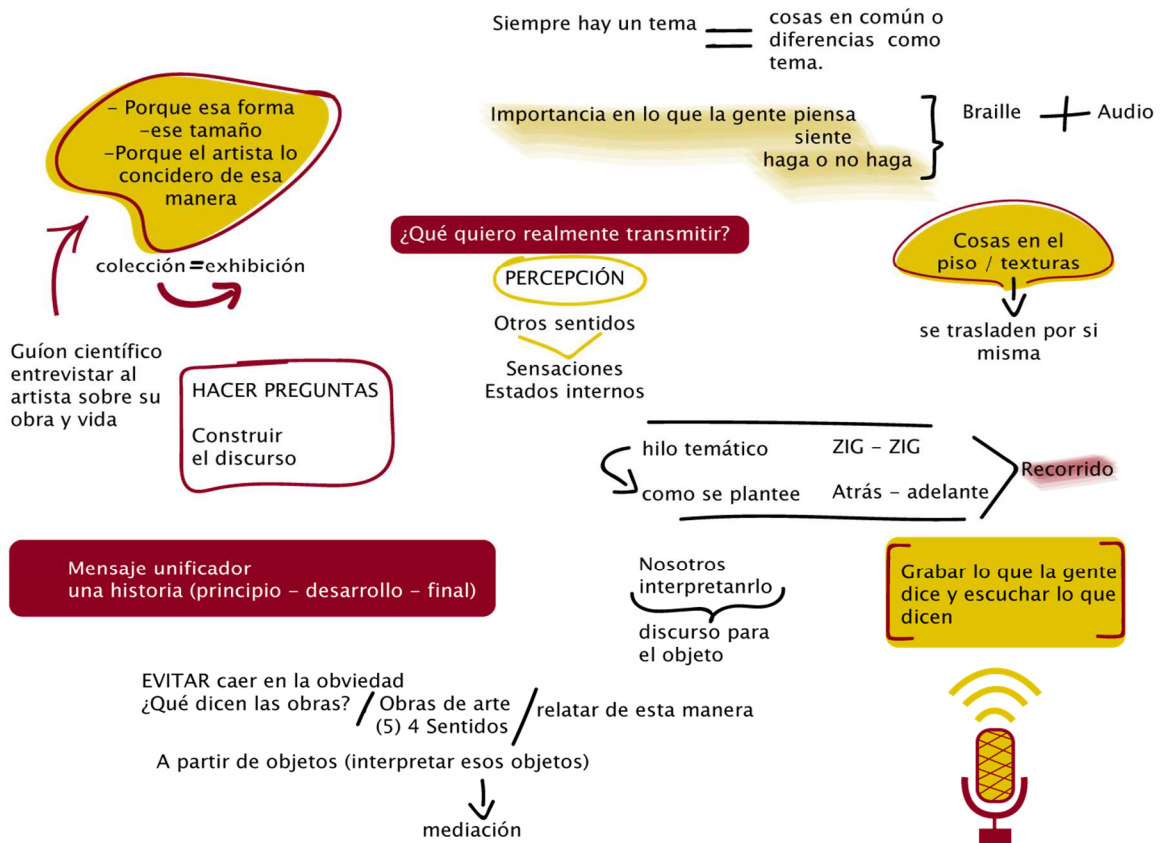 Siempre hay un tema
cosas en común o
diferencias como
tema.
- Porque esa forma
-ese tamaño
-Porque el artista lo
concidero de esa
manera
Importancia en lo que la gente piensa
siente
haga o no haga
Braille + Audio
¿Qué quiero realmente transmitir?
Cosas en el
piso / texturas
colección = exhibición
PERCEPCIÓN
Otros sentidos
se trasladen por si
misma
Guíon científico
entrevistar al
artista sobre su
obra y vida
Sensaciones
Estados internos
HACER PREGUNTAS
Construir
el discurso
hilo temático ZIG - ZIG
como se plantee Atrás - adelante
Recorrido
Mensaje unificador
una historia (principio - desarrollo - final)
Nosotros
interpretanrlo
discurso para
el objeto
Grabar lo que la gente
dice y escuchar lo que
dicen
EVITAR caer en la obviedad
¿Qué dicen las obras? / Obras de arte / relatar de esta manera
(5) 4 Sentidos
A partir de objetos (interpretar esos objetos)
mediación